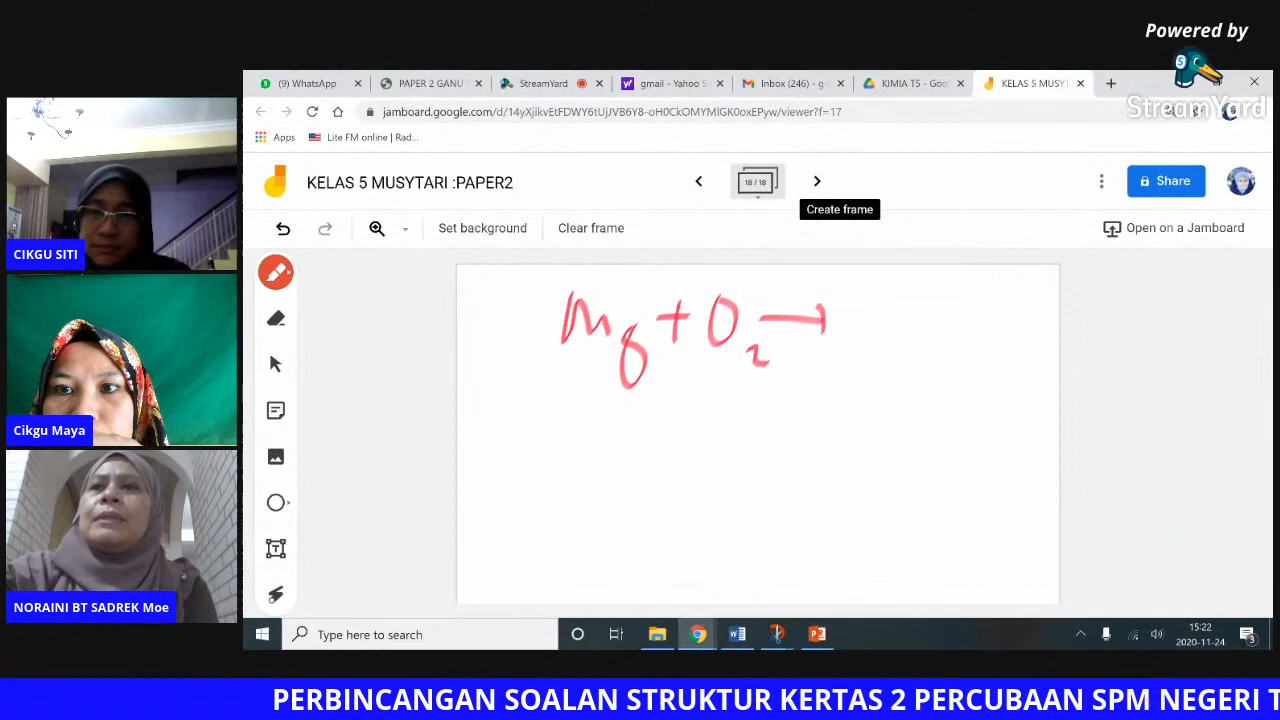 Powered by
StreamYard
(9) WhatsApp
PAPER 2 GANU
StreamYard
gmail - Yahoo S
Inbox (246) - g
KIMIA T5 - Goo
KELAS 5 MUSYT
jamboard.google.com/d/14yXjikvEtFDWY6tUjJVB6Y8-oH0CkOMYMlGK0oxEPyw/viewer?f=17
Apps
Lite FM online | Rad...
KELAS 5 MUSYTARI :PAPER2
18 / 18
Share
Create frame
Set background
Clear frame
Open on a Jamboard
CIKGU SITI
Mg + O2 →
Cikgu Maya
NORAINI BT SADREK Moe
Type here to search
15:22
2020-11-24
3
PERBINCANGAN SOALAN STRUKTUR KERTAS 2 PERCUBAAN SPM NEGERI T